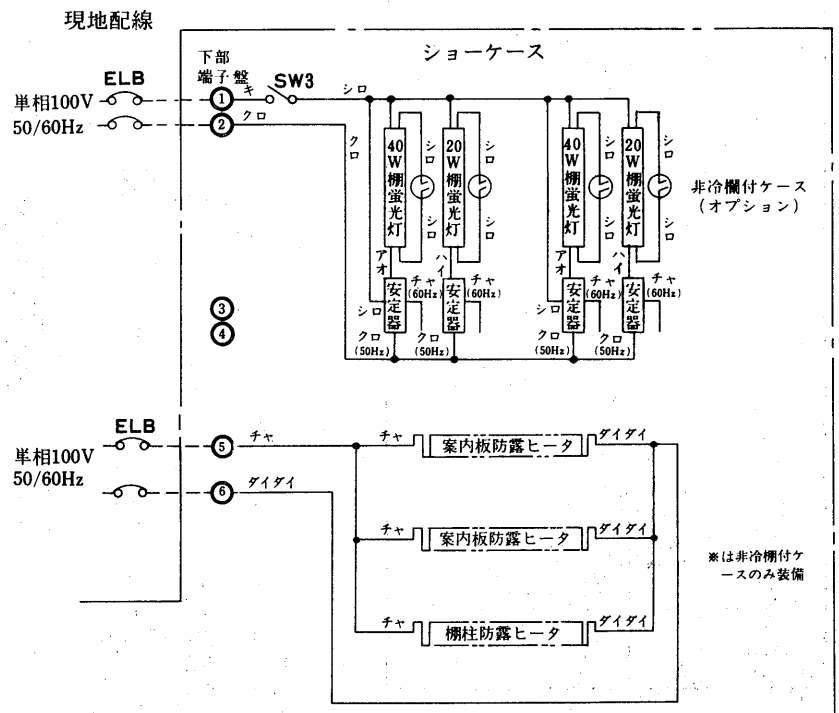 現地配線
ショーケース
下部
端子盤
ELB
単相100V
50/60Hz
①
キ
SW3
シロ
②
クロ
クロ
40W棚蛍光灯
シロ
シロ
20W棚蛍光灯
シロ
シロ
40W棚蛍光灯
シロ
シロ
20W棚蛍光灯
シロ
シロ
非冷欄付ケース
(オプション)
アオ
ハイ
アオ
ハイ
チャ
(60Hz)
チャ
(60Hz)
チャ
(60Hz)
チャ
(60Hz)
安定器
安定器
安定器
安定器
シロ
シロ
クロ
(50Hz)
クロ
(50Hz)
クロ
(50Hz)
クロ
(50Hz)
③
④
ELB
単相100V
50/60Hz
⑤
チャ
チャ
案内板防露ヒータ
ダイダイ
⑥
ダイダイ
チャ
案内板防露ヒータ
ダイダイ
※は非冷棚付ケ
ースのみ装備
チャ
棚柱防露ヒータ
ダイダイ